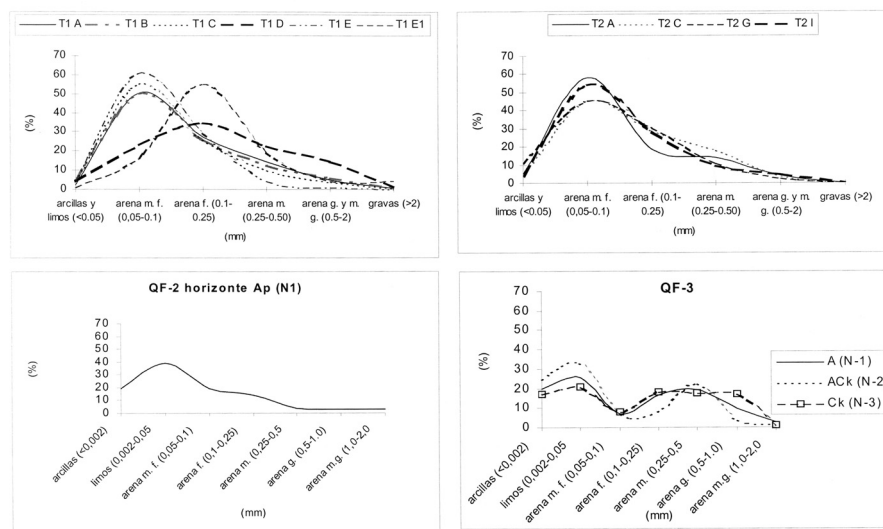 T1 A T1 B T1 C T1 D T1 E T1 E1
70
60
50
40
30
20
10
0
(%)
arcillas y limos (<0.05)
arena m. f. (0,05-0.1)
arena f. (0.1-0.25)
arena m. (0.25-0.50)
arena g. y m. g. (0.5-2)
gravas (>2)
(mm)
T2 A T2 C T2 G T2 I
70
60
50
40
30
20
10
0
(%)
arcillas y limos (<0.05)
arena m. f. (0,05-0.1)
arena f. (0.1-0.25)
arena m. (0.25-0.50)
arena g. y m. g. (0.5-2)
gravas (>2)
(mm)
QF-2 horizonte Ap (N1)
70
60
50
40
30
20
10
0
(%)
arcillas (<0,002)
limos (0,002-0,05)
arena m. f. (0,05-0,1)
arena f. (0,1-0,25)
arena m. (0,25-0,5)
arena g. (0,5-1.0)
arena m.g. (1,0-2.0)
(mm)
QF-3
70
60
50
40
30
20
10
0
(%)
arcillas (<0,002)
limos (0,002-0,05)
arena m. f. (0,05-0,1)
arena f. (0,1-0,25)
arena m. (0,25-0,5)
arena g. (0,5-1.0)
arena m.g. (1,0-2.0)
(mm)
A (N-1)
ACk (N-2
Ck (N-3)